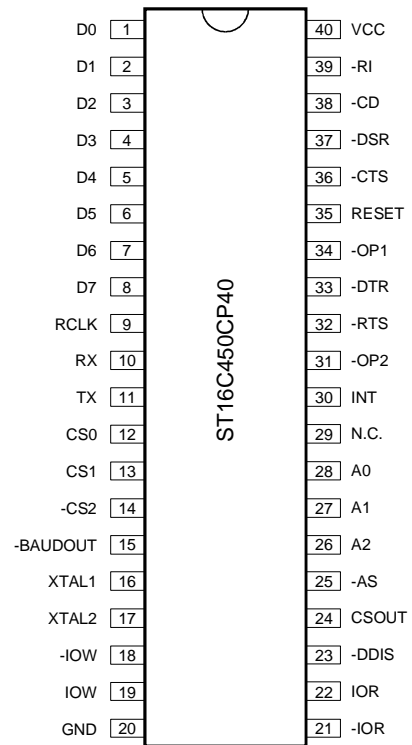 D0 1 40 VCC
D1 2 39 -RI
D2 3 38 -CD
D3 4 37 -DSR
D4 5 36 -CTS
D5 6 35 RESET
D6 7 34 -OP1
D7 8 33 -DTR
RCLK 9 32 -RTS
RX 10 31 -OP2
TX 11 30 INT
CS0 12 29 N.C.
CS1 13 28 A0
-CS2 14 27 A1
-BAUDOUT 15 26 A2
XTAL1 16 25 -AS
XTAL2 17 24 CSOUT
-IOW 18 23 -DDIS
IOW 19 22 IOR
GND 20 21 -IOR
ST16C450CP40